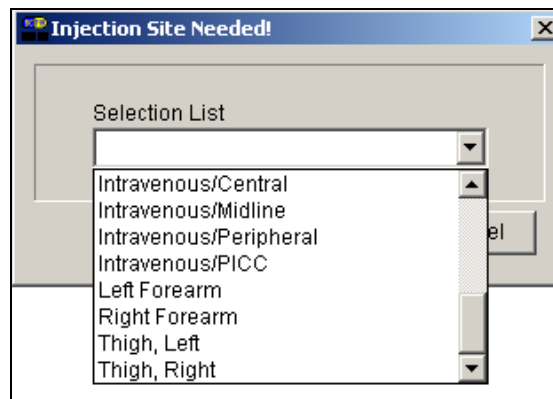 Injection Site Needed!
Selection List
Intravenous/Central
Intravenous/Midline
Intravenous/Peripheral
el
Intravenous/PICC
Left Forearm
Right Forearm
Thigh, Left
Thigh, Right